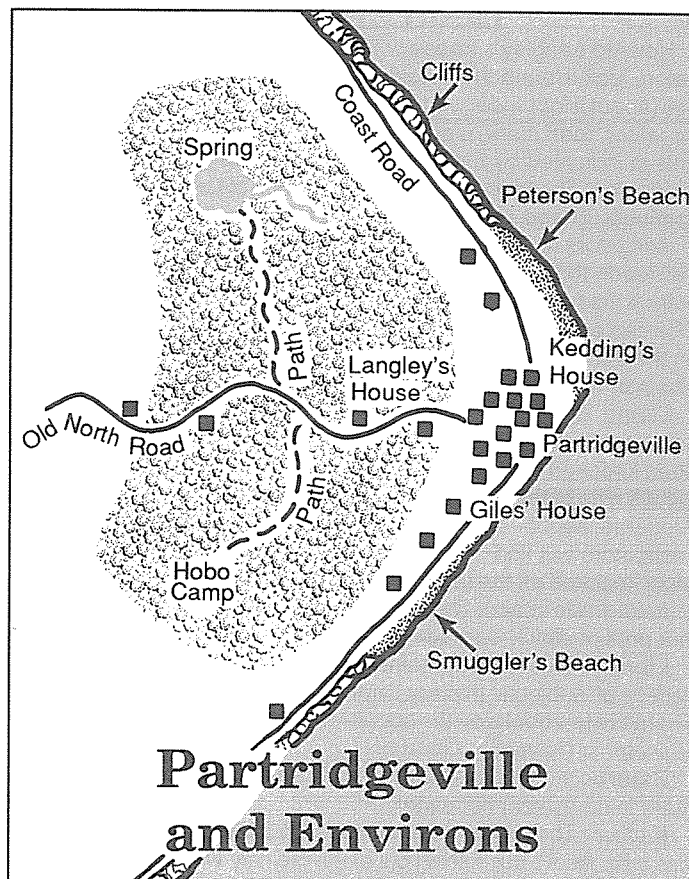 Cliffs
Coast Road
Spring
Peterson's Beach
Path
Langley's
House
Kedding's
House
Old North Road
Partridgeville
Path
Giles' House
Hobo
Camp
Smuggler's Beach
Partridgeville
and Environs